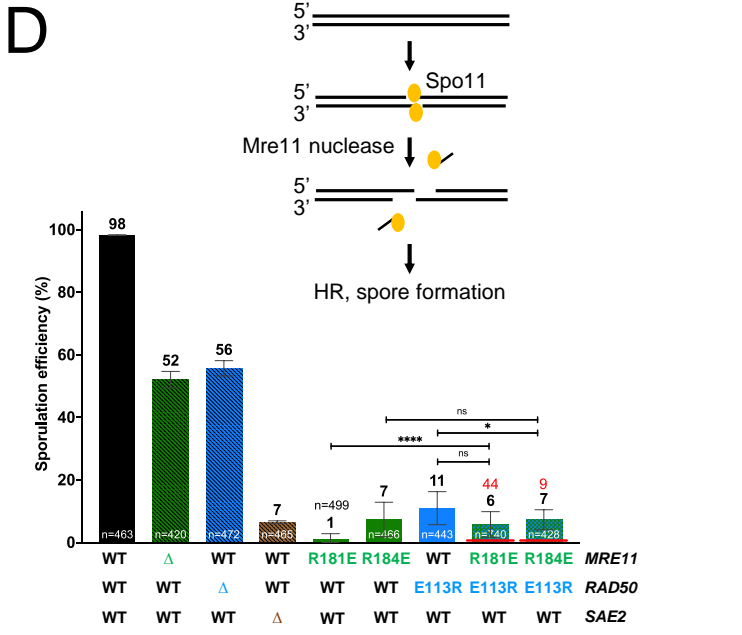 D
5’
3’
Spo11
5’
3’
Mre11 nuclease
5’
3’
HR, spore formation
Sporulation efficiency (%)
100
80
60
40
20
0
98
52
56
7
1
7
11
6
7
44
9
ns
*
****
ns
n=463
n=420
n=472
n=465
n=499
n=466
n=443
n=740
n=428
WT Δ WT WT R181E R184E WT R181E R184E MRE11
WT WT Δ WT WT WT E113R E113R E113R RAD50
WT WT WT Δ WT WT WT WT WT SAE2